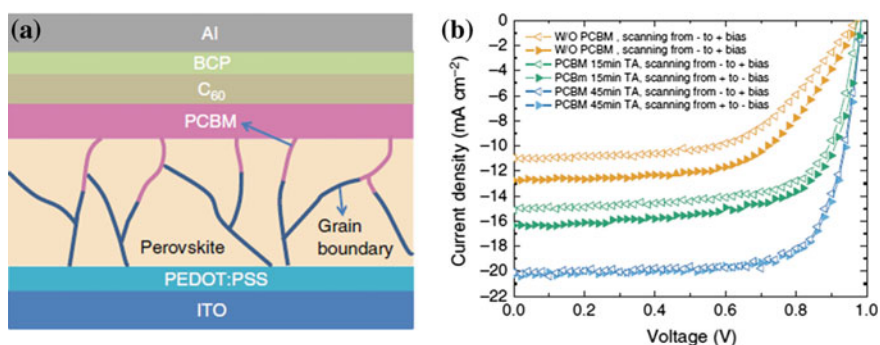 (a)
Al
BCP
C60
PCBM
Perovskite
Grain
boundary
PEDOT:PSS
ITO
(b)
W/O PCBM , scanning from - to + bias
W/O PCBM , scanning from - to + bias
PCBM 15min TA, scanning from - to + bias
PCBm 15min TA, scanning from + to - bias
PCBM 45min TA, scanning from - to + bias
PCBM 45min TA, scanning from + to - bias
Current density (mA cm−2)
0
−2
−4
−6
−8
−10
−12
−14
−16
−18
−20
−22
0.0 0.2 0.4 0.6 0.8 1.0
Voltage (V)